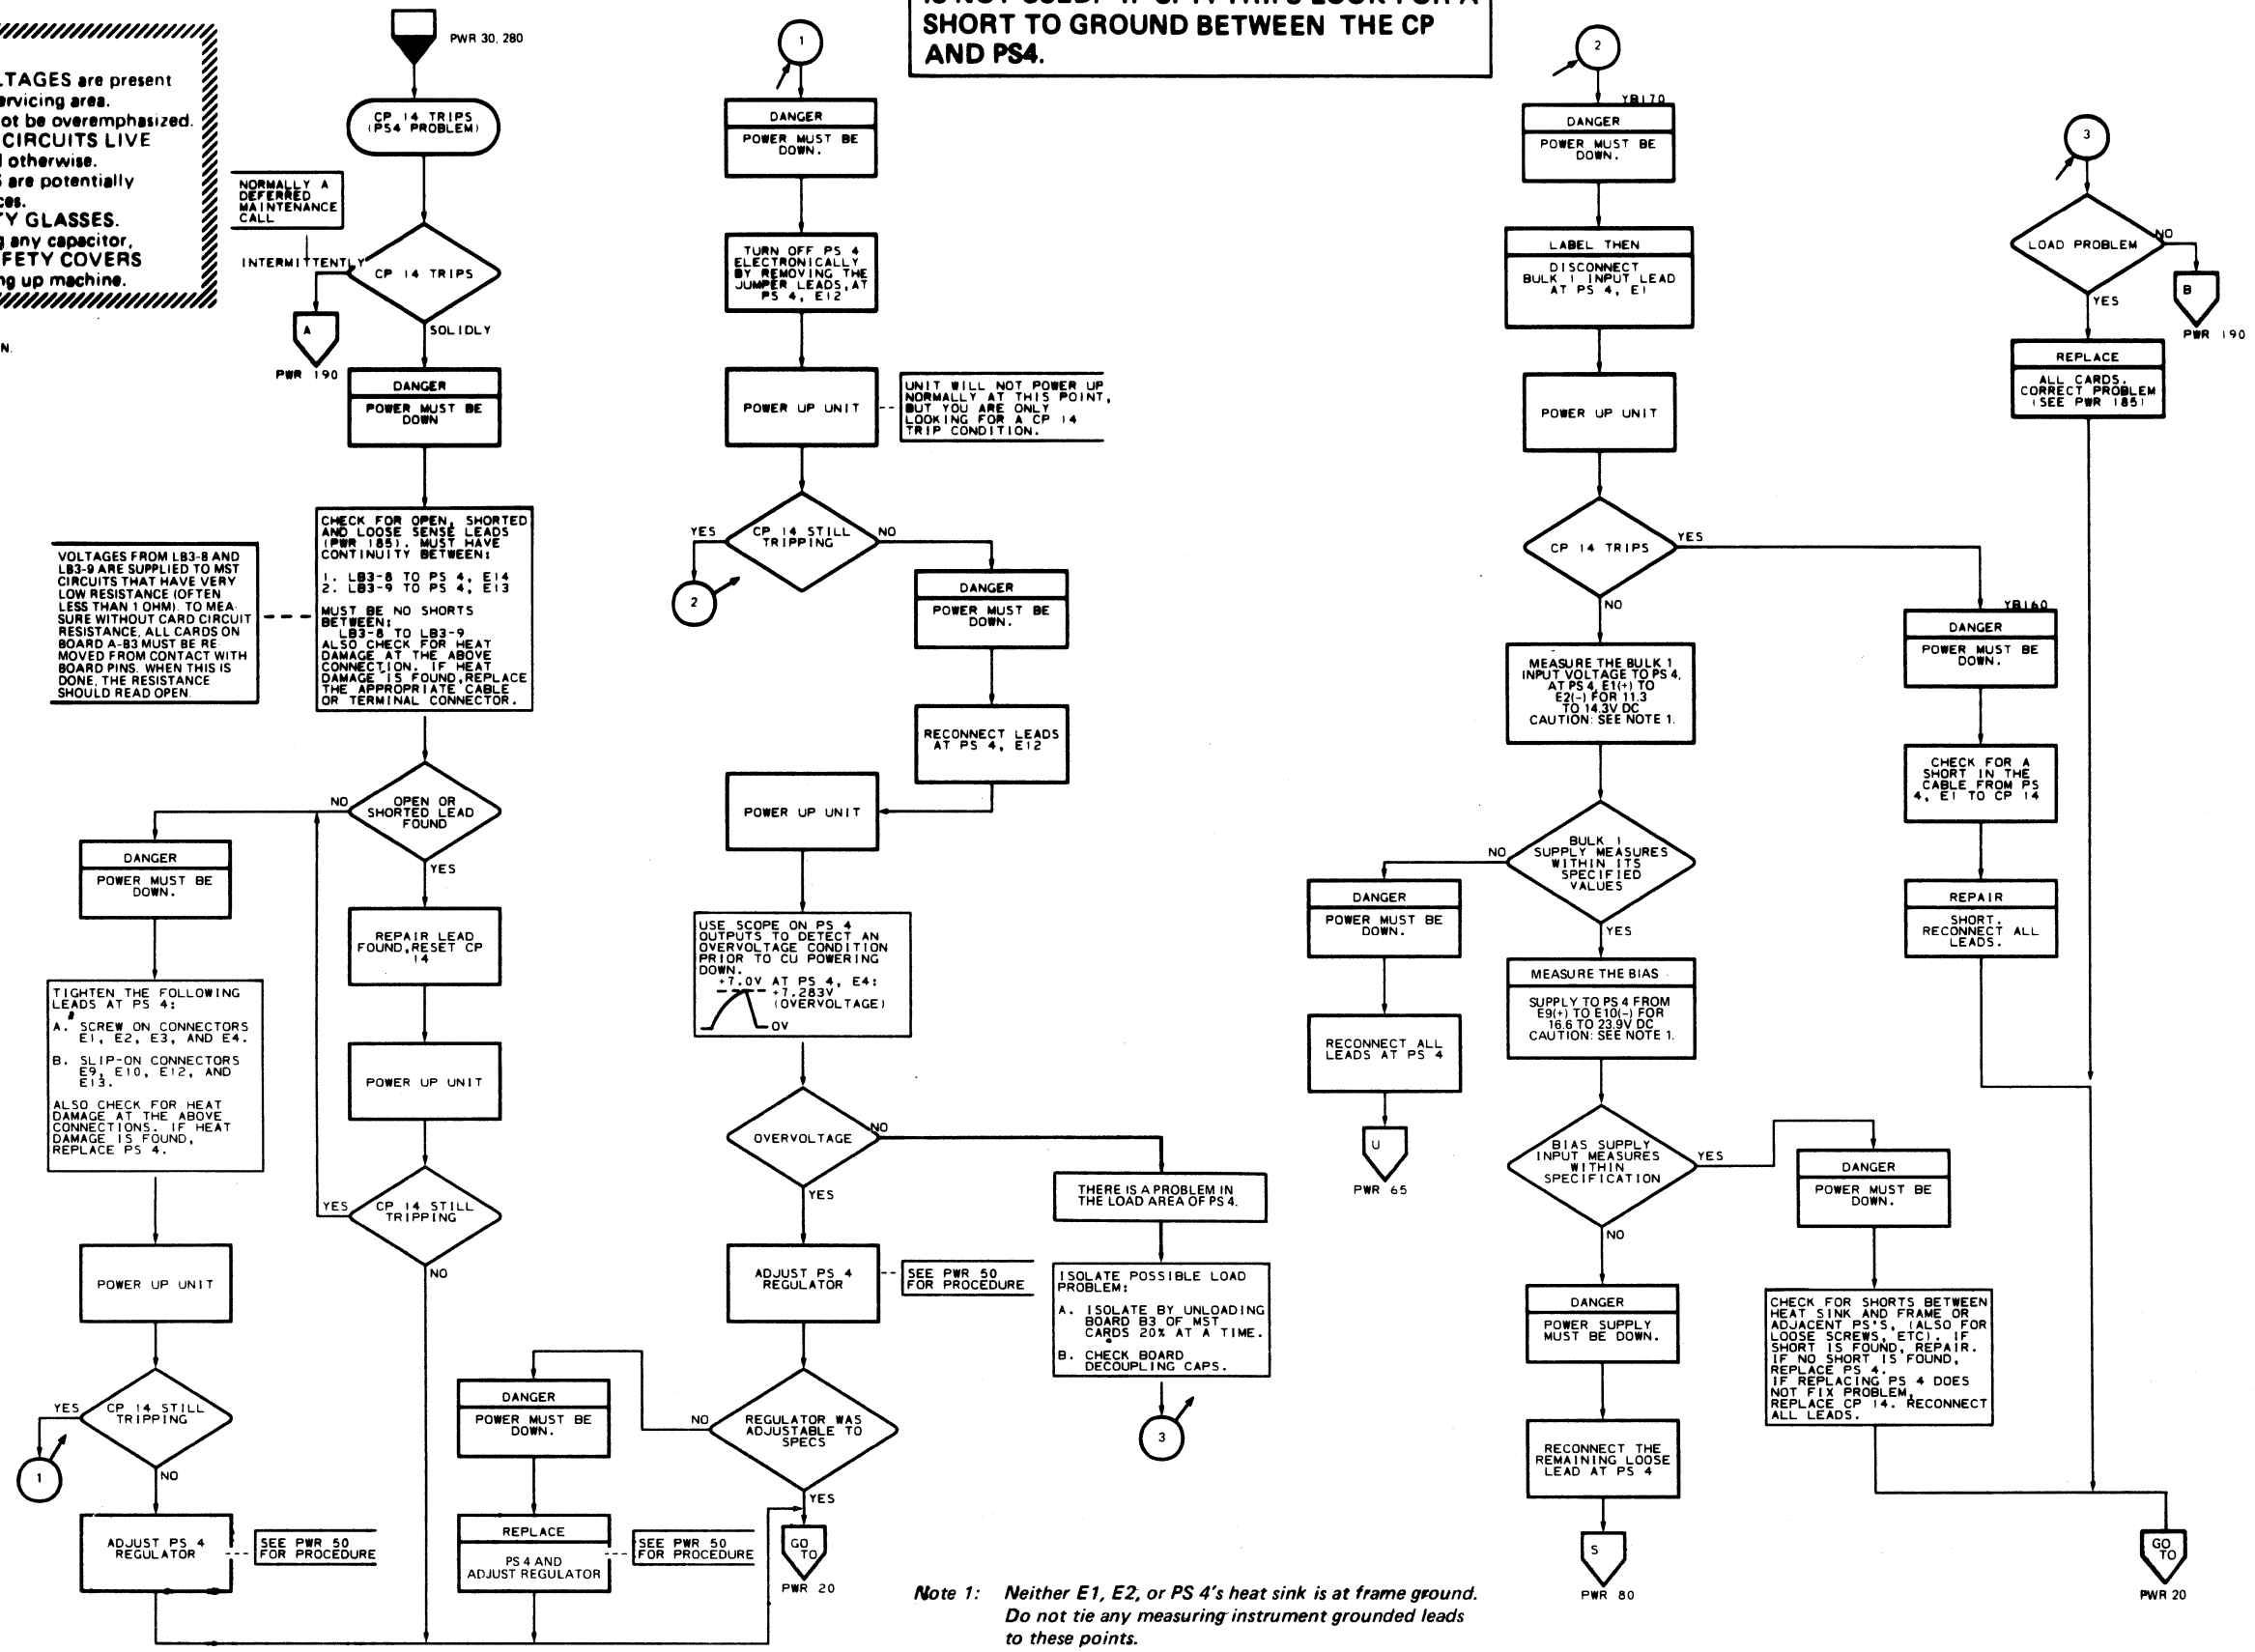 LTAGES are present
ervicing area.
ot be overemphasized.
CIRCUITS LIVE
d otherwise.
are potentially
ces.
TY GLASSES.
g any capacitor,
FETY COVERS
ng up machine.
N.
PWR 30, 280
CP 14 TRIPS
(PS4 PROBLEM)
NORMALLY A
DEFERRED
MAINTENANCE
CALL
INTERMITTENTLY
CP 14 TRIPS
A
PWR 190
SOLIDLY
DANGER
POWER MUST BE
DOWN
VOLTAGES FROM LB3-8 AND
LB3-9 ARE SUPPLIED TO MST
CIRCUITS THAT HAVE VERY
LOW RESISTANCE (OFTEN
LESS THAN 1 OHM). TO MEA-
SURE WITHOUT CARD CIRCUIT
RESISTANCE, ALL CARDS ON
BOARD A-B3 MUST BE RE-
MOVED FROM CONTACT WITH
BOARD PINS. WHEN THIS IS
DONE, THE RESISTANCE
SHOULD READ OPEN.
CHECK FOR OPEN, SHORTED
AND LOOSE SENSE LEADS
(PWR 185). MUST HAVE
CONTINUITY BETWEEN:
1. LB3-8 TO PS 4, E14
2. LB3-9 TO PS 4, E13
MUST BE NO SHORTS
BETWEEN:
LB3-8 TO LB3-9
ALSO CHECK FOR HEAT
DAMAGE AT THE ABOVE
CONNECTION. IF HEAT
DAMAGE IS FOUND,REPLACE
THE APPROPRIATE CABLE
OR TERMINAL CONNECTOR.
NO
OPEN OR
SHORTED LEAD
FOUND
YES
DANGER
POWER MUST BE
DOWN.
REPAIR LEAD
FOUND,RESET CP
14
TIGHTEN THE FOLLOWING
LEADS AT PS 4:
A. SCREW ON CONNECTORS
E1, E2, E3, AND E4.
B. SLIP-ON CONNECTORS
E9, E10, E12, AND
E13.
ALSO CHECK FOR HEAT
DAMAGE AT THE ABOVE
CONNECTIONS. IF HEAT
DAMAGE IS FOUND,
REPLACE PS 4.
POWER UP UNIT
YES
CP 14 STILL
TRIPPING
NO
POWER UP UNIT
YES
CP 14 STILL
TRIPPING
1
NO
ADJUST PS 4
REGULATOR
SEE PWR 50
FOR PROCEDURE
1
DANGER
POWER MUST BE
DOWN.
TURN OFF PS 4
ELECTRONICALLY
BY REMOVING THE
JUMPER LEADS,AT
PS 4, E12
POWER UP UNIT
UNIT WILL NOT POWER UP
NORMALLY AT THIS POINT,
BUT YOU ARE ONLY
LOOKING FOR A CP 14
TRIP CONDITION.
YES
CP 14 STILL
TRIPPING
NO
2
DANGER
POWER MUST BE
DOWN.
RECONNECT LEADS
AT PS 4, E12
POWER UP UNIT
USE SCOPE ON PS 4
OUTPUTS TO DETECT AN
OVERVOLTAGE CONDITION
PRIOR TO CU POWERING
DOWN.
+7.0V AT PS 4, E4:
+7.283V
(OVERVOLTAGE)
0V
OVERVOLTAGE
NO
YES
THERE IS A PROBLEM IN
THE LOAD AREA OF PS 4.
ADJUST PS 4
REGULATOR
SEE PWR 50
FOR PROCEDURE
ISOLATE POSSIBLE LOAD
PROBLEM:
A. ISOLATE BY UNLOADING
BOARD B3 OF MST
CARDS 20% AT A TIME.
B. CHECK BOARD
DECOUPLING CAPS.
3
DANGER
POWER MUST BE
DOWN.
NO
REGULATOR WAS
ADJUSTABLE TO
SPECS
YES
REPLACE
PS 4 AND
ADJUST REGULATOR
SEE PWR 50
FOR PROCEDURE
GO
TO
PWR 20
SHORT TO GROUND BETWEEN THE CP
AND PS4.
2
YB170
DANGER
POWER MUST BE
DOWN.
LABEL THEN
DISCONNECT
BULK 1 INPUT LEAD
AT PS 4, E1
POWER UP UNIT
CP 14 TRIPS
YES
NO
MEASURE THE BULK 1
INPUT VOLTAGE TO PS 4,
AT PS 4, E1(+) TO
E2(-) FOR 11.3
TO 14.3V DC
CAUTION: SEE NOTE 1.
NO
BULK 1
SUPPLY MEASURES
WITHIN ITS
SPECIFIED
VALUES
YES
DANGER
POWER MUST BE
DOWN.
RECONNECT ALL
LEADS AT PS 4
U
PWR 65
MEASURE THE BIAS
SUPPLY TO PS 4 FROM
E9(+) TO E10(-) FOR
16.6 TO 23.9V DC
CAUTION: SEE NOTE 1.
BIAS SUPPLY
INPUT MEASURES
WITHIN
SPECIFICATION
YES
NO
DANGER
POWER SUPPLY
MUST BE DOWN.
RECONNECT THE
REMAINING LOOSE
LEAD AT PS 4
S
PWR 80
YB160
DANGER
POWER MUST BE
DOWN.
CHECK FOR A
SHORT IN THE
CABLE FROM PS
4, E1 TO CP 14
REPAIR
SHORT.
RECONNECT ALL
LEADS.
DANGER
POWER MUST BE
DOWN.
CHECK FOR SHORTS BETWEEN
HEAT SINK AND FRAME OR
ADJACENT PS'S, (ALSO FOR
LOOSE SCREWS, ETC). IF
SHORT IS FOUND, REPAIR.
IF NO SHORT IS FOUND,
REPLACE PS 4.
IF REPLACING PS 4 DOES
NOT FIX PROBLEM,
REPLACE CP 14. RECONNECT
ALL LEADS.
3
LOAD PROBLEM
NO
B
PWR 190
YES
REPLACE
ALL CARDS.
CORRECT PROBLEM
(SEE PWR 185)
GO
TO
PWR 20
Note 1: Neither E1, E2, or PS 4's heat sink is at frame ground.
Do not tie any measuring instrument grounded leads
to these points.